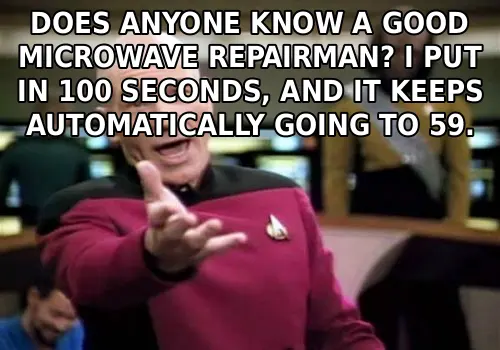 DOES ANYONE KNOW A GOOD
MICROWAVE REPAIRMAN? I PUT
IN 100 SECONDS, AND IT KEEPS
AUTOMATICALLY GOING TO 59.